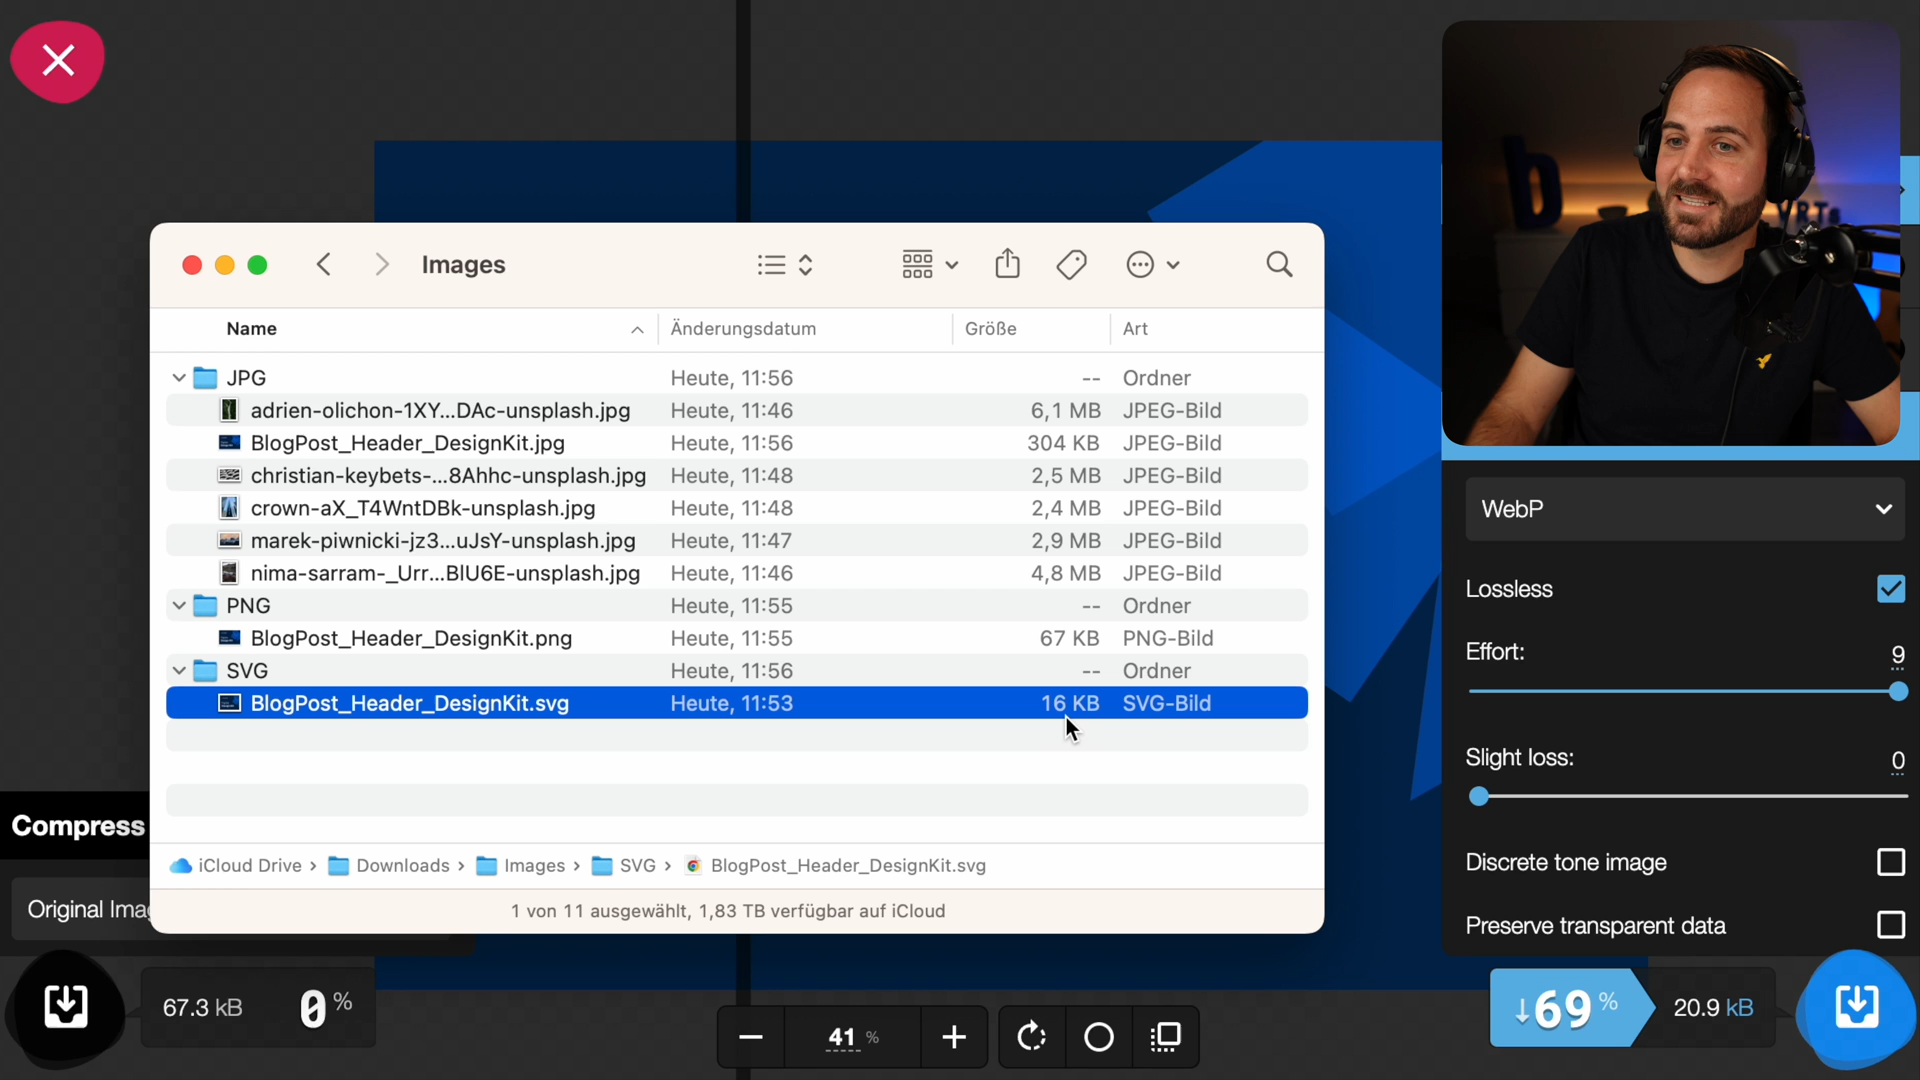 Images
Name Änderungsdatum Größe Art
JPG Heute, 11:56 -- Ordner
adrien-olichon-1XY...DAc-unsplash.jpg Heute, 11:46 6,1 MB JPEG-Bild
BlogPost_Header_DesignKit.jpg Heute, 11:56 304 KB JPEG-Bild
christian-keybets-...8Ahhc-unsplash.jpg Heute, 11:48 2,5 MB JPEG-Bild
crown-aX_T4WntDBk-unsplash.jpg Heute, 11:48 2,4 MB JPEG-Bild
marek-piwnicki-jz3...uJsY-unsplash.jpg Heute, 11:47 2,9 MB JPEG-Bild
nima-sarram-_Urr...BlU6E-unsplash.jpg Heute, 11:46 4,8 MB JPEG-Bild
PNG Heute, 11:55 -- Ordner
BlogPost_Header_DesignKit.png Heute, 11:55 67 KB PNG-Bild
SVG Heute, 11:56 -- Ordner
BlogPost_Header_DesignKit.svg Heute, 11:53 16 KB SVG-Bild
iCloud Drive › Downloads › Images › SVG › BlogPost_Header_DesignKit.svg
1 von 11 ausgewählt, 1,83 TB verfügbar auf iCloud
Compress
Original Imag
67.3 kB 0 %
41 %
b
WebP
Lossless
Effort: 9
Slight loss: 0
Discrete tone image
Preserve transparent data
↓69 % 20.9 kB